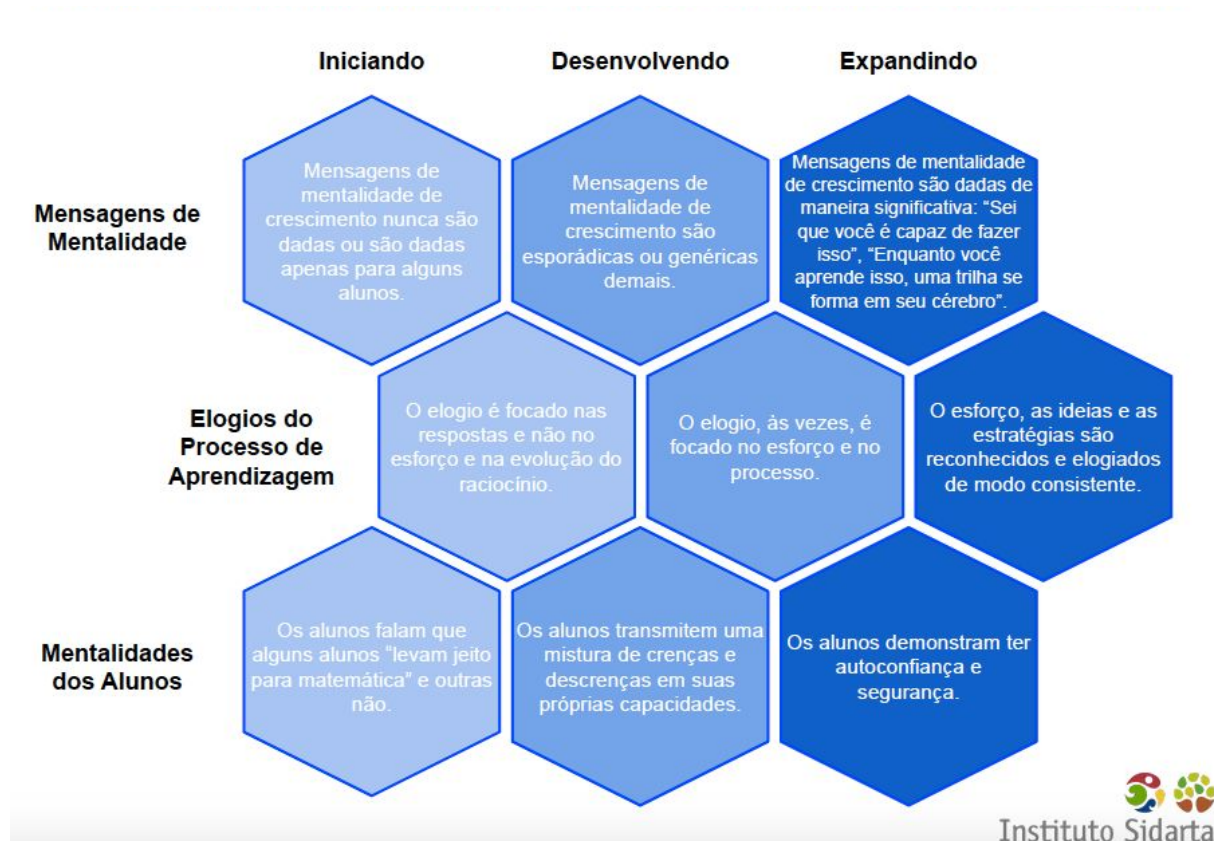 Iniciando
Desenvolvendo
Expandindo
Mensagens de
Mentalidade
Mensagens de
mentalidade de
crescimento nunca são
dadas ou são dadas
apenas para alguns
alunos.
Mensagens de
mentalidade de
crescimento são
esporádicas ou genéricas
demais.
Mensagens de mentalidade
de crescimento são dadas de
maneira significativa: “Sei
que você é capaz de fazer
isso”, “Enquanto você
aprende isso, uma trilha se
forma em seu cérebro”.
Elogios do
Processo de
Aprendizagem
O elogio é focado nas
respostas e não no
esforço e na evolução do
raciocínio.
O elogio, às vezes, é
focado no esforço e no
processo.
O esforço, as ideias e as
estratégias são
reconhecidos e elogiados
de modo consistente.
Mentalidades
dos Alunos
Os alunos falam que
alguns alunos “levam jeito
para matemática” e outras
não.
Os alunos transmitem uma
mistura de crenças e
descrenças em suas
próprias capacidades.
Os alunos demonstram ter
autoconfiança e
segurança.
Instituto Sidarta